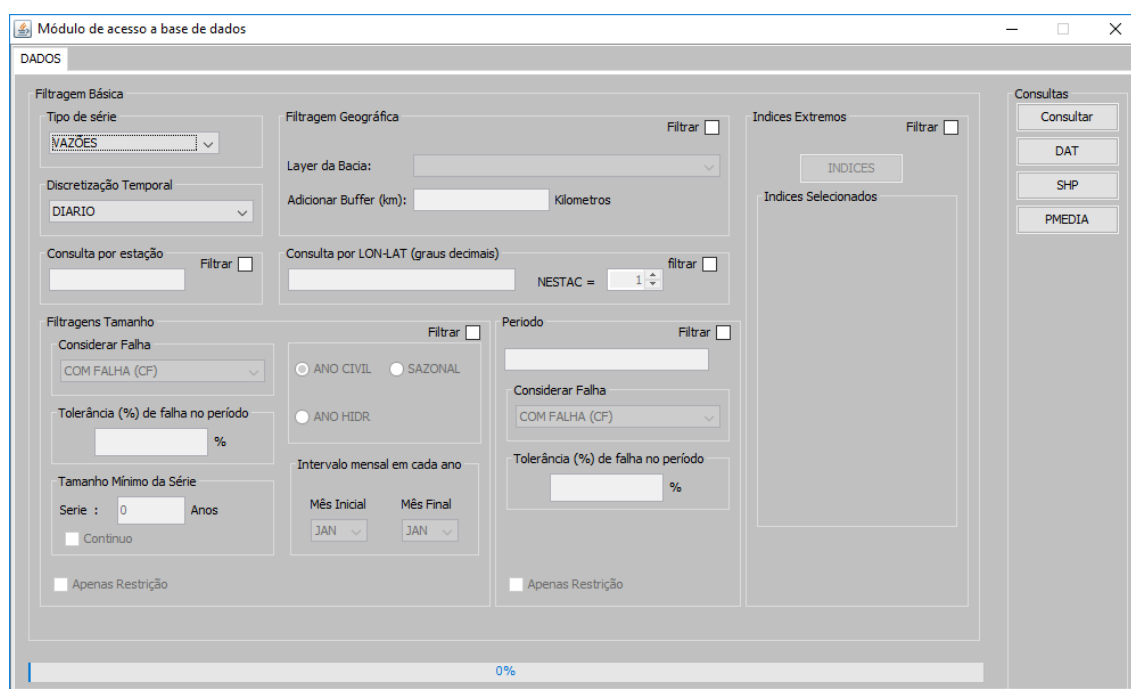 Módulo de acesso a base de dados
DADOS
Filtragem Básica
Tipo de série
VAZÕES
Discretização Temporal
DIARIO
Consulta por estação
Filtrar
Filtragem Geográfica
Filtrar
Layer da Bacia:
Adicionar Buffer (km):
Kilometros
Consulta por LON-LAT (graus decimais)
filtrar
NESTAC =
1
Indices Extremos
Filtrar
INDICES
Indices Selecionados
Consultas
Consultar
DAT
SHP
PMEDIA
Filtragens Tamanho
Filtrar
Considerar Falha
COM FALHA (CF)
Tolerância (%) de falha no período
%
Tamanho Mínimo da Série
Serie :
0
Anos
Continuo
Apenas Restrição
ANO CIVIL
SAZONAL
ANO HIDR
Intervalo mensal em cada ano
Mês Inicial
Mês Final
JAN
JAN
Periodo
Filtrar
Considerar Falha
COM FALHA (CF)
Tolerância (%) de falha no período
%
Apenas Restrição
0%